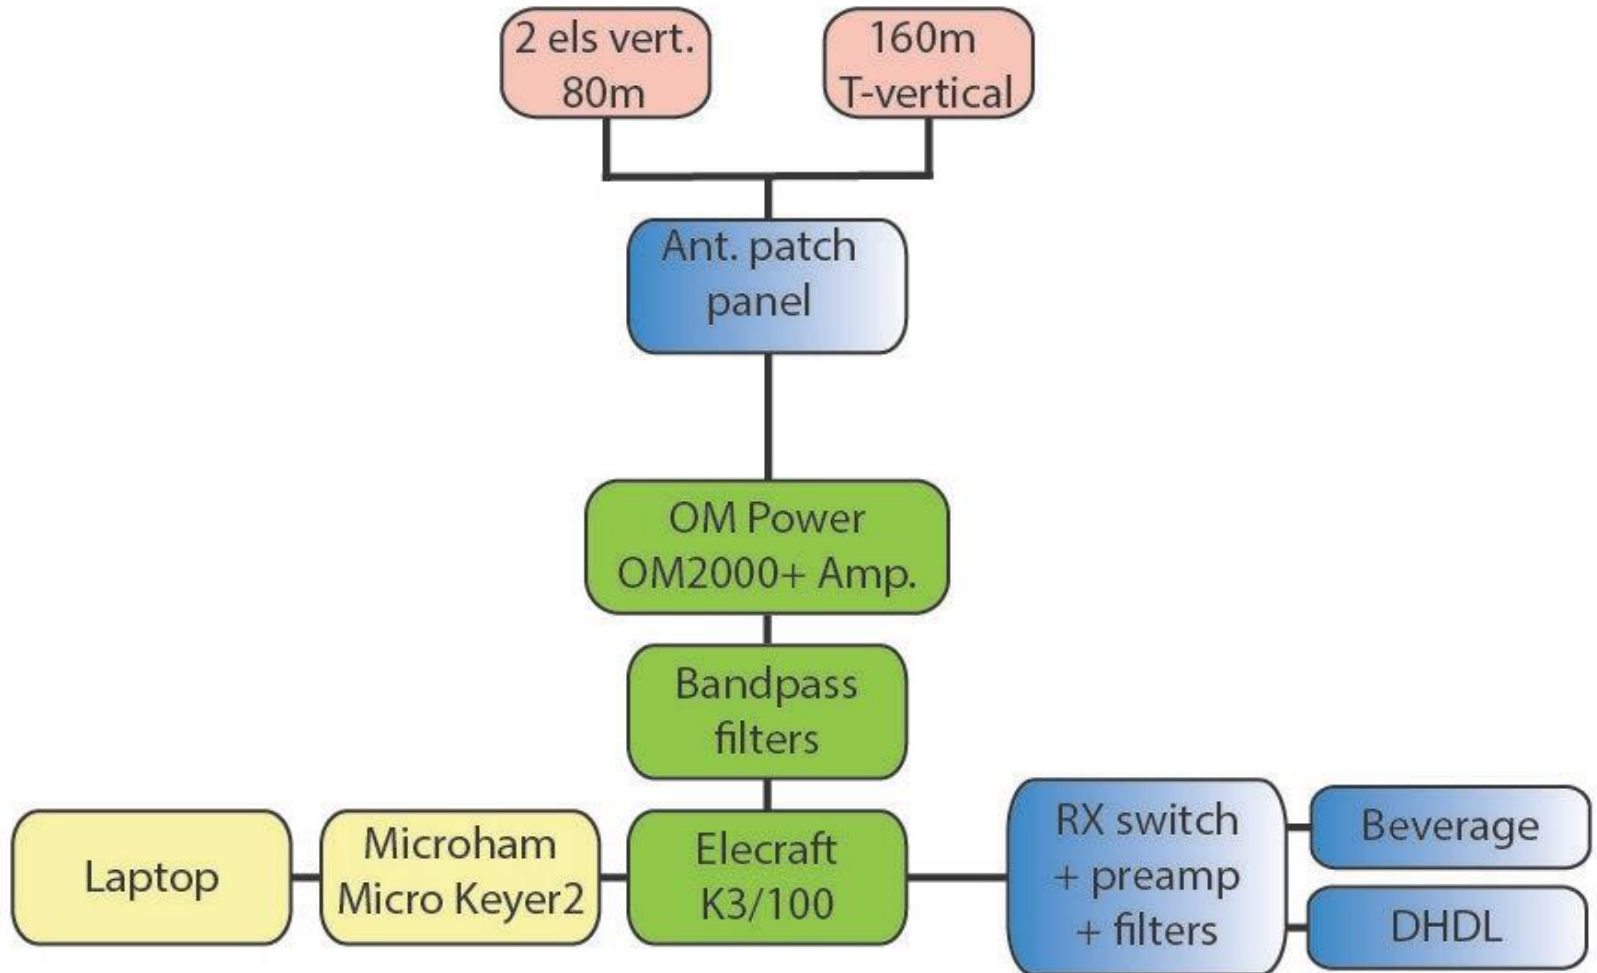 2 els vert.
80m
160m
T-vertical
Ant. patch
panel
OM Power
OM2000+ Amp.
Bandpass
filters
Laptop
Microham
Micro Keyer2
Elecraft
K3/100
RX switch
+ preamp
+ filters
Beverage
DHDL